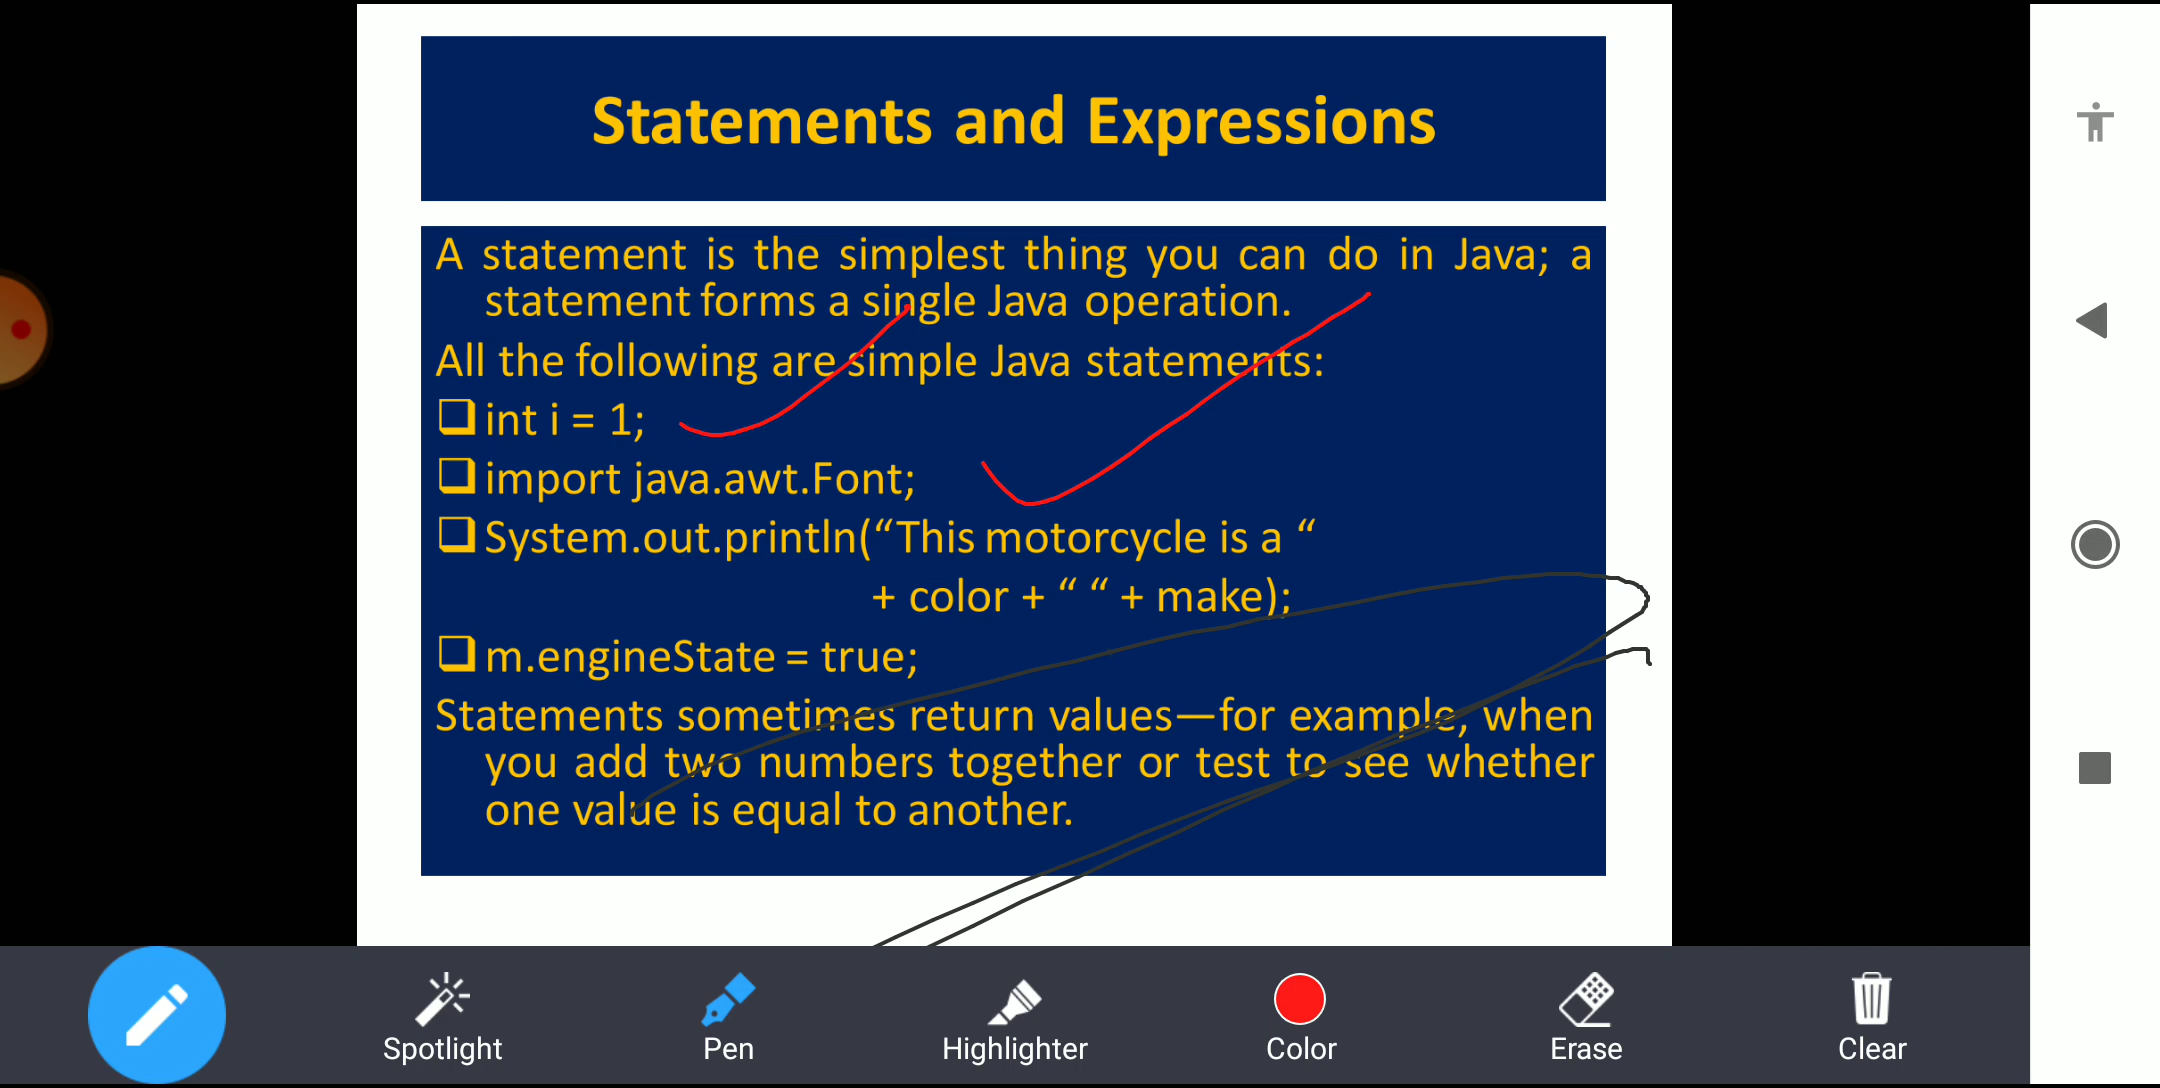 Statements and Expressions
A statement is the simplest thing you can do in Java; a
statement forms a single Java operation.
All the following are simple Java statements:
int i = 1;
import java.awt.Font;
System.out.println(“This motorcycle is a “
+ color + “ “ + make);
m.engineState = true;
Statements sometimes return values—for example, when
you add two numbers together or test to see whether
one value is equal to another.
Spotlight
Pen
Highlighter
Color
Erase
Clear